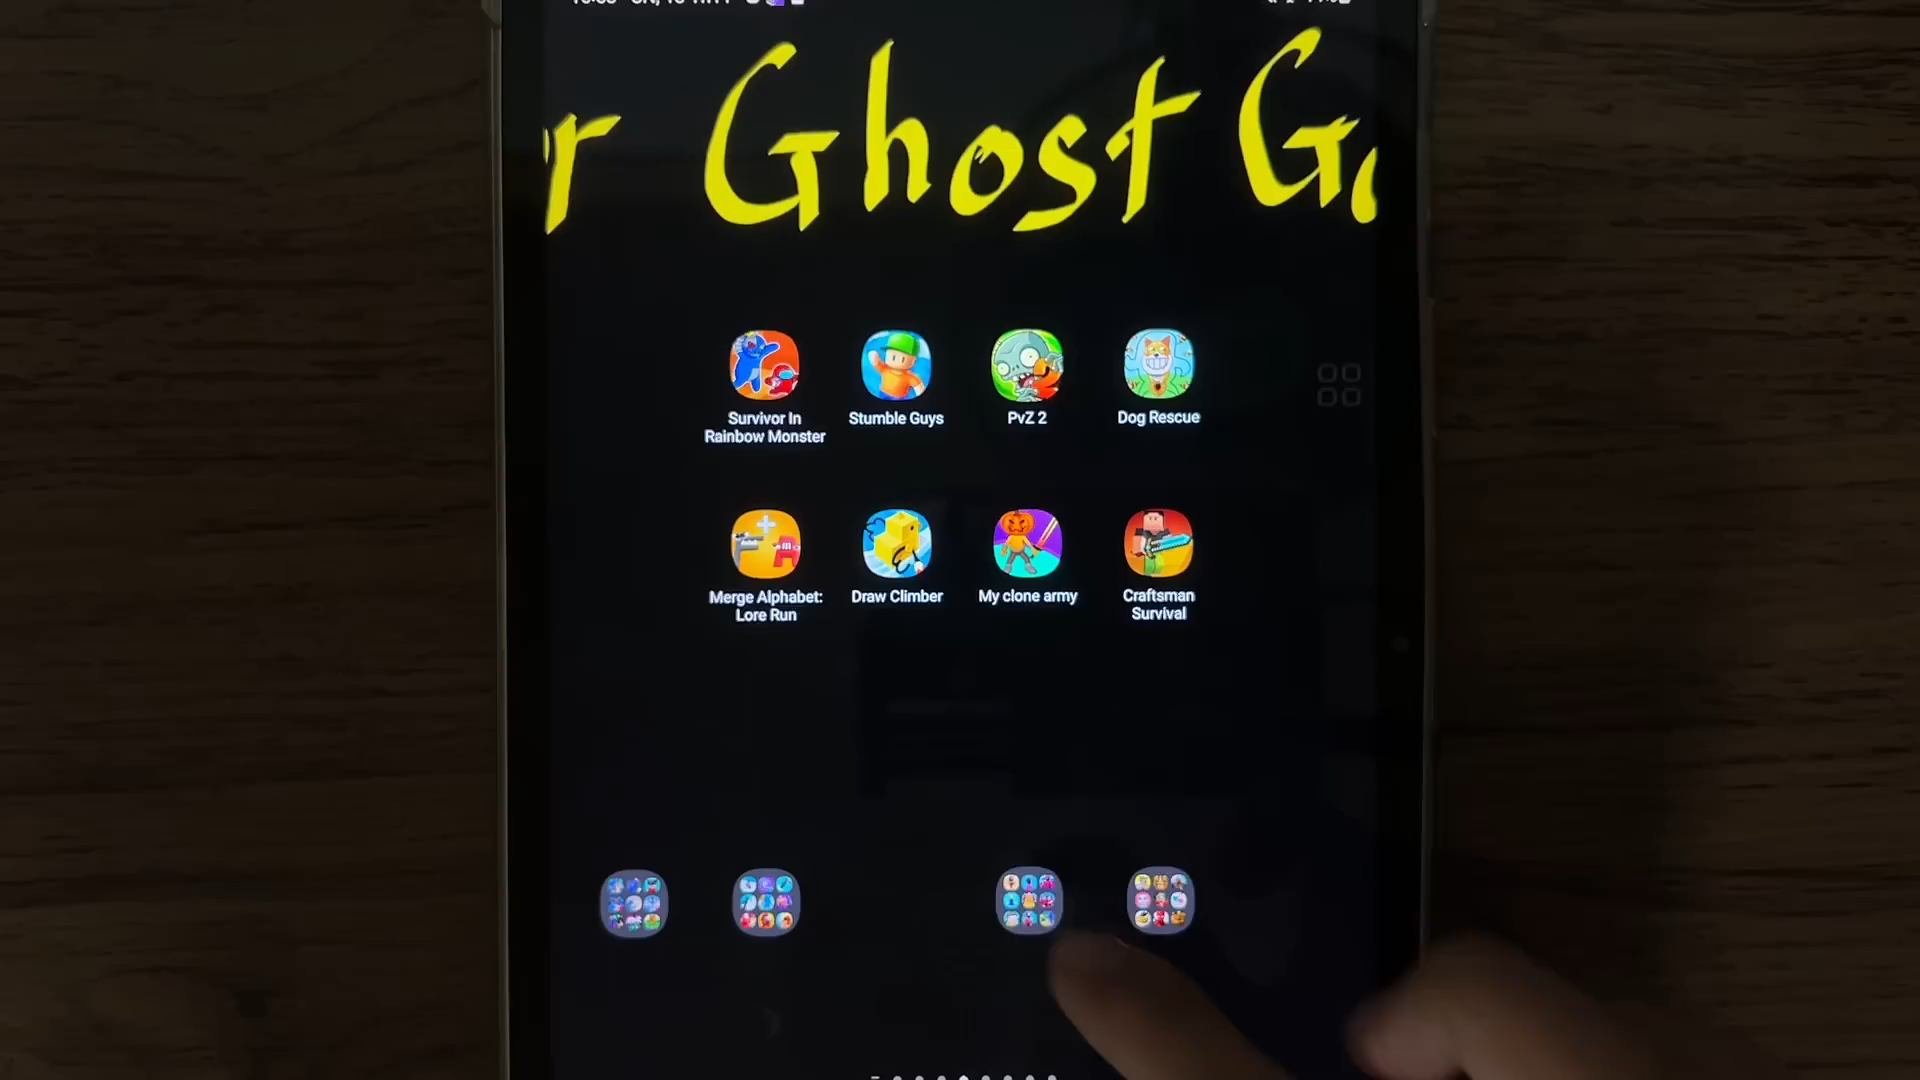 r Ghost Ga
Survivor In
Rainbow Monster
Stumble Guys
PvZ 2
Dog Rescue
Merge Alphabet:
Lore Run
Draw Climber
My clone army
Craftsman
Survival